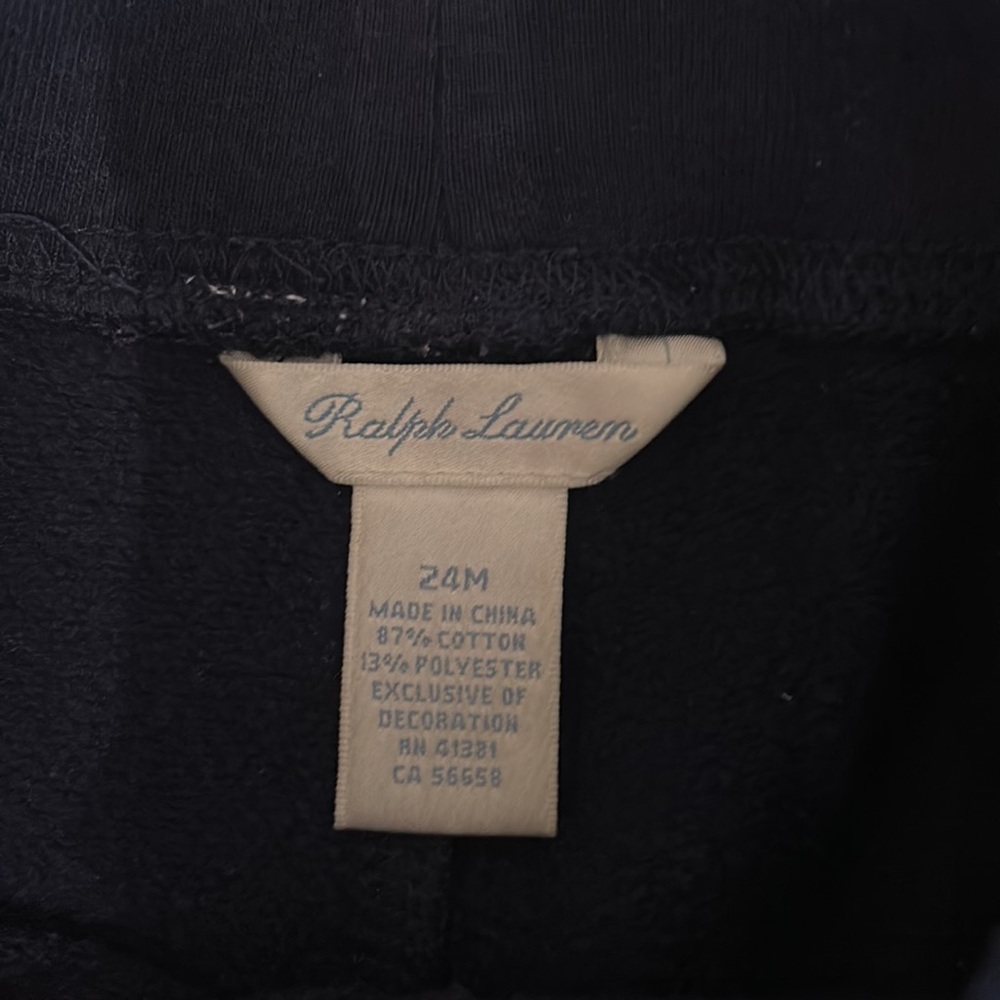 Ralph Lauren
24M
MADE IN CHINA
87% COTTON
13% POLYESTER
EXCLUSIVE OF
DECORATION
RN 41381
CA 56658